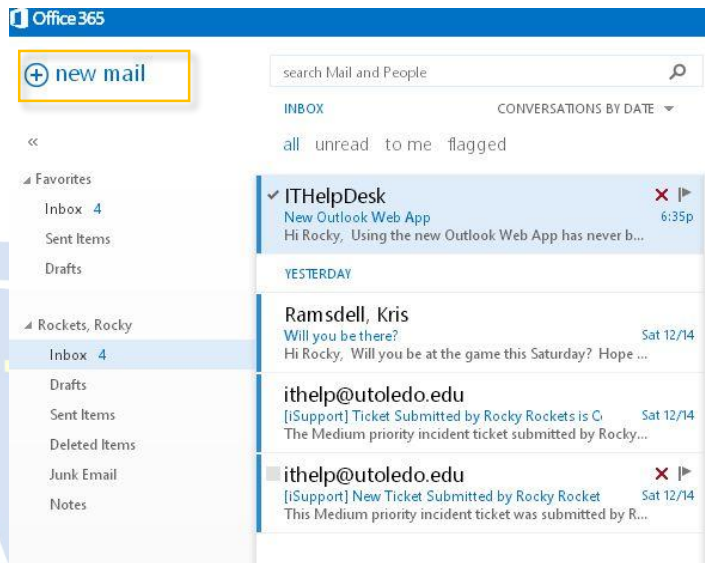 Office 365
new mail
search Mail and People
INBOX CONVERSATIONS BY DATE
all unread to me flagged
«
Favorites
Inbox 4
Sent Items
Drafts
Rockets, Rocky
Inbox 4
Drafts
Sent Items
Deleted Items
Junk Email
Notes
ITHelpDesk
New Outlook Web App 6:35p
Hi Rocky, Using the new Outlook Web App has never b...
YESTERDAY
Ramsdell, Kris
Will you be there? Sat 12/14
Hi Rocky, Will you be at the game this Saturday? Hope ...
ithelp@utoledo.edu
[iSupport] Ticket Submitted by Rocky Rockets is Sat 12/14
The Medium priority incident ticket submitted by Rocky...
ithelp@utoledo.edu
[iSupport] New Ticket Submitted by Rocky Rocket Sat 12/14
This Medium priority incident ticket was submitted by R...